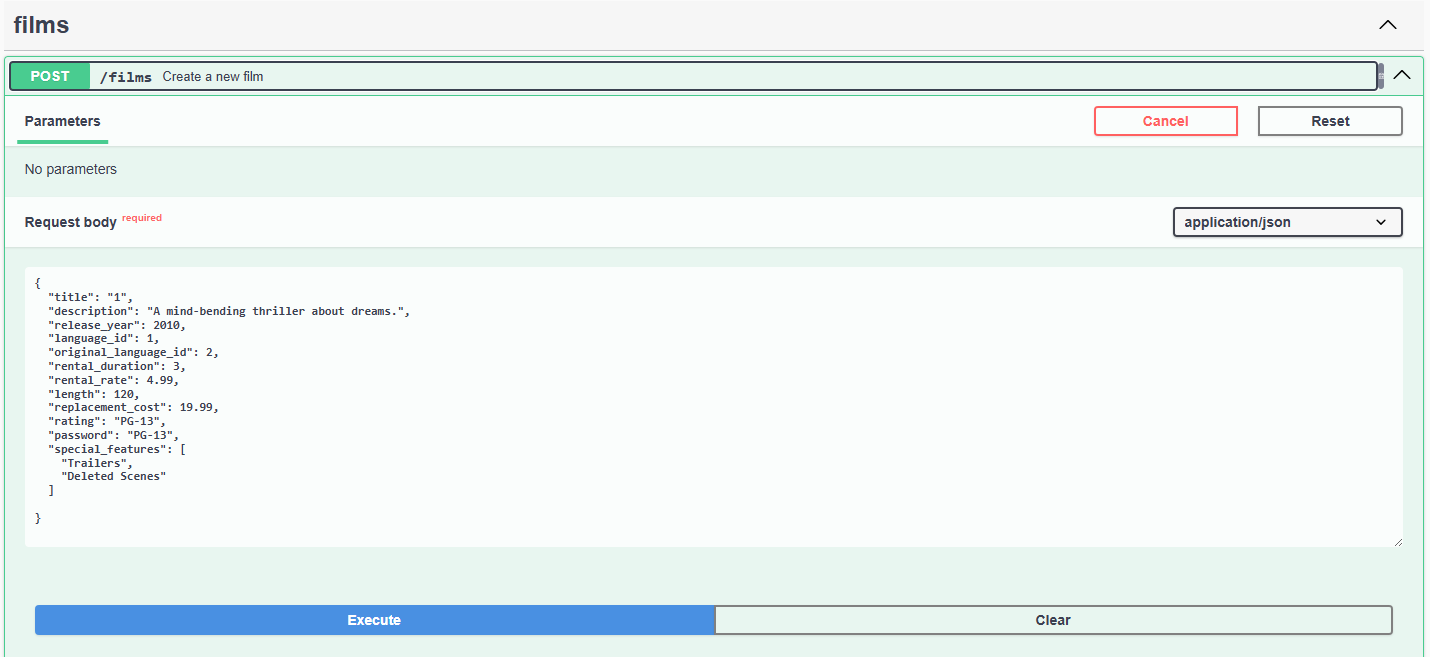 films
POST /films Create a new film
Parameters
Cancel
Reset
No parameters
Request body required
application/json
{
  "title": "1",
  "description": "A mind-bending thriller about dreams.",
  "release_year": 2010,
  "language_id": 1,
  "original_language_id": 2,
  "rental_duration": 3,
  "rental_rate": 4.99,
  "length": 120,
  "replacement_cost": 19.99,
  "rating": "PG-13",
  "password": "PG-13",
  "special_features": [
    "Trailers",
    "Deleted Scenes"
  ]
}
Execute
Clear